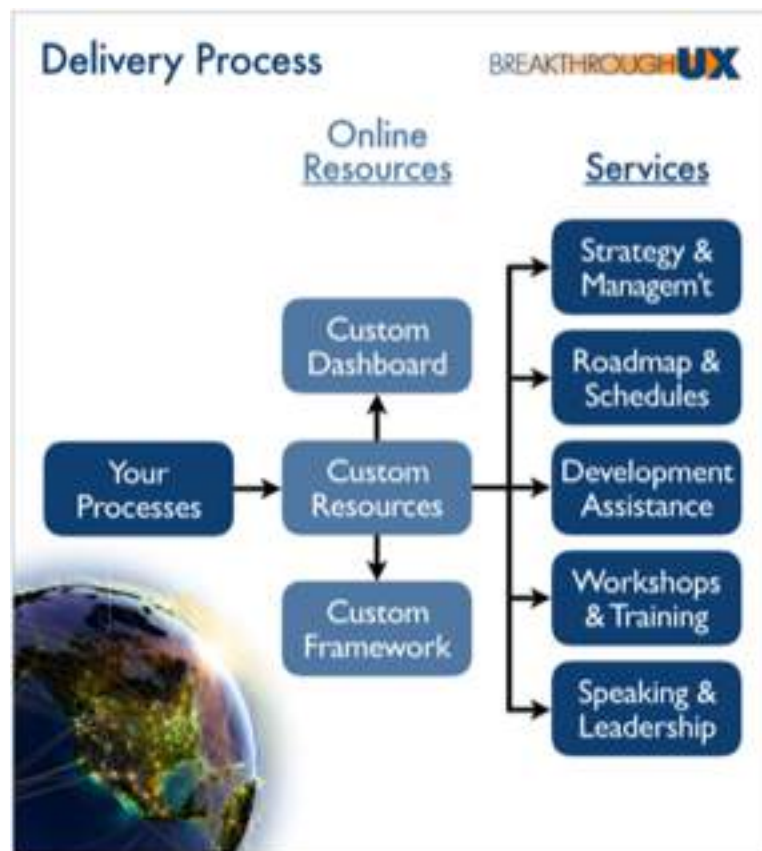 Delivery Process
BREAKTHROUGHUX
Online
Resources
Services
Strategy &
Managem't
Custom
Dashboard
Roadmap &
Schedules
Your
Processes
Custom
Resources
Development
Assistance
Custom
Framework
Workshops
& Training
Speaking &
Leadership